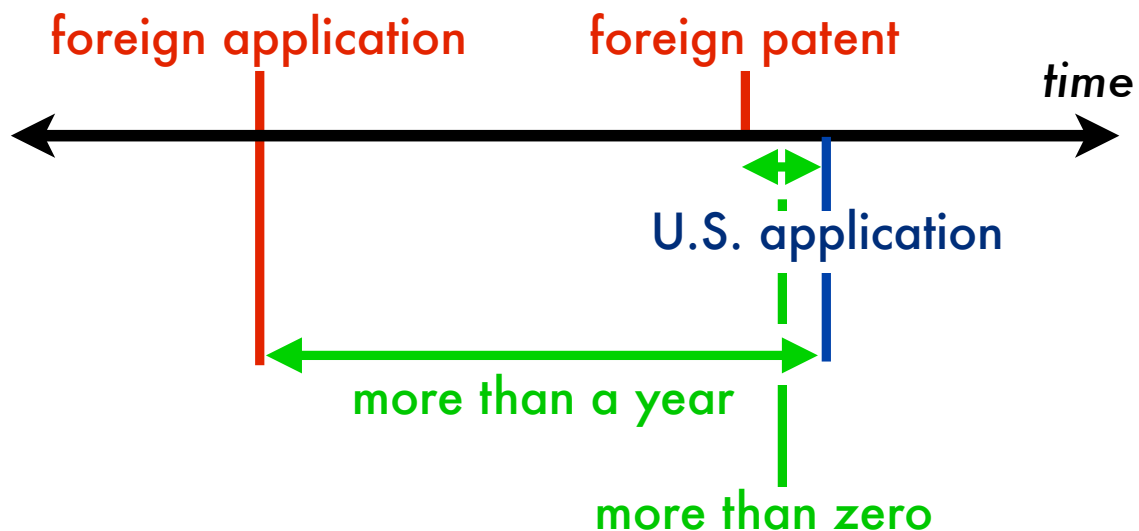 foreign application
foreign patent
time
U.S. application
more than a year
more than zero